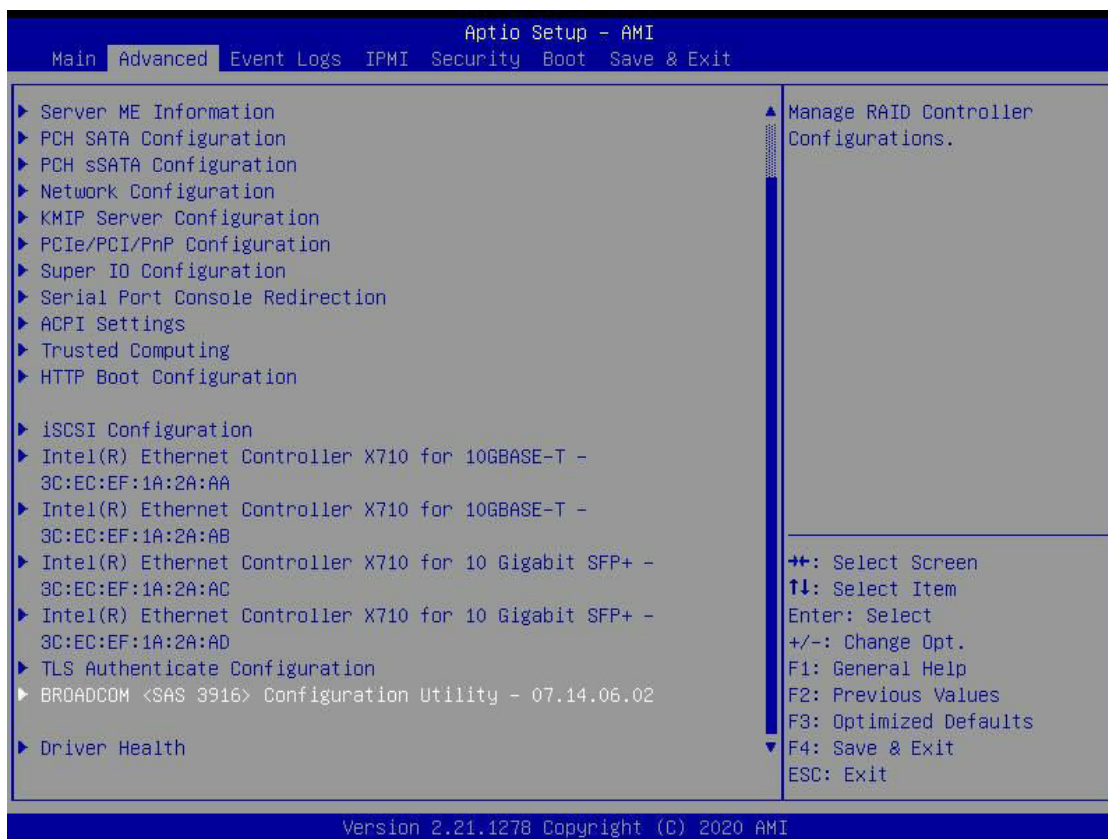 Aptio Setup – AMI
Main Advanced Event Logs IPMI Security Boot Save & Exit
▶ Server ME Information
▶ PCH SATA Configuration
▶ PCH sSATA Configuration
▶ Network Configuration
▶ KMIP Server Configuration
▶ PCIe/PCI/PnP Configuration
▶ Super IO Configuration
▶ Serial Port Console Redirection
▶ ACPI Settings
▶ Trusted Computing
▶ HTTP Boot Configuration
▶ iSCSI Configuration
▶ Intel(R) Ethernet Controller X710 for 10GBASE-T –
3C:EC:EF:1A:2A:AA
▶ Intel(R) Ethernet Controller X710 for 10GBASE-T –
3C:EC:EF:1A:2A:AB
▶ Intel(R) Ethernet Controller X710 for 10 Gigabit SFP+ –
3C:EC:EF:1A:2A:AC
▶ Intel(R) Ethernet Controller X710 for 10 Gigabit SFP+ –
3C:EC:EF:1A:2A:AD
▶ TLS Authenticate Configuration
▶ BROADCOM <SAS 3916> Configuration Utility – 07.14.06.02
▶ Driver Health
Manage RAID Controller
Configurations.
→←: Select Screen
↑↓: Select Item
Enter: Select
+/-: Change Opt.
F1: General Help
F2: Previous Values
F3: Optimized Defaults
F4: Save & Exit
ESC: Exit
Version 2.21.1278 Copyright (C) 2020 AMI